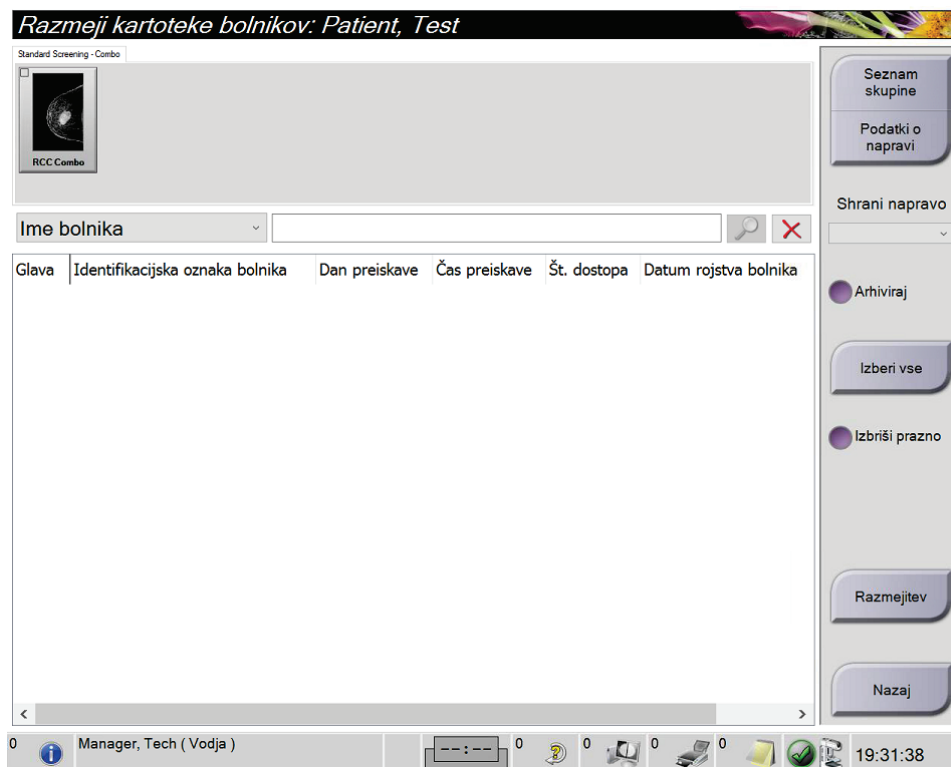 Razmeji kartoteke bolnikov: Patient, Test
Standard Screening - Combo
RCC Combo
Ime bolnika
Glava Identifikacijska oznaka bolnika Dan preiskave Čas preiskave Št. dostopa Datum rojstva bolnika
Seznam
skupine
Podatki o
napravi
Shrani napravo
Arhiviraj
Izberi vse
Izbriši prazno
Razmejitev
Nazaj
0 Manager, Tech ( Vodja ) --:-- 0 0 0 0 19:31:38